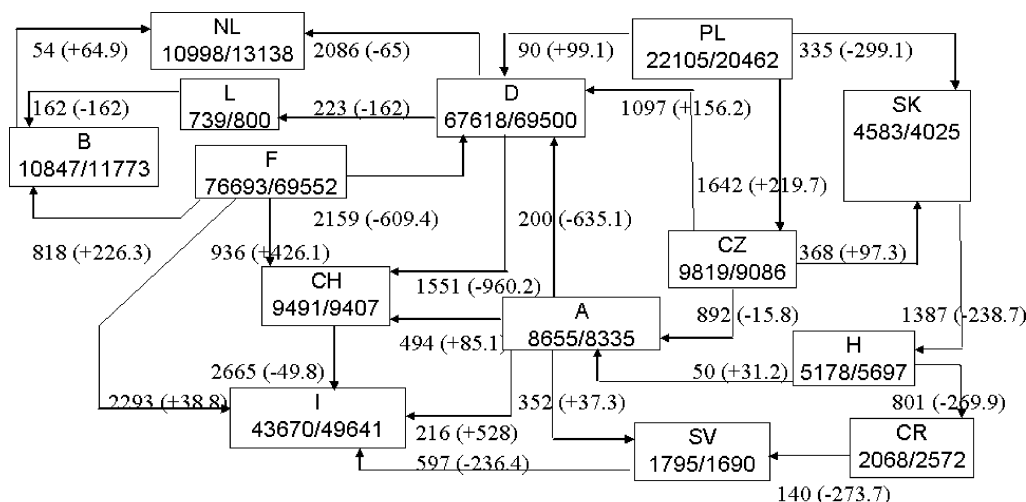 NL
10998/13138
54 (+64.9)
2086 (-65)
90 (+99.1)
PL
22105/20462
335 (-299.1)
L
739/800
162 (-162)
223 (-162)
D
67618/69500
1097 (+156.2)
SK
4583/4025
B
10847/11773
F
76693/69552
1642 (+219.7)
818 (+226.3)
936 (+426.1)
2159 (-609.4)
200 (-635.1)
CZ
9819/9086
368 (+97.3)
CH
9491/9407
1551 (-960.2)
A
8655/8335
892 (-15.8)
1387 (-238.7)
494 (+85.1)
H
5178/5697
50 (+31.2)
2665 (-49.8)
2293 (+38.8)
I
43670/49641
352 (+37.3)
801 (-269.9)
216 (+528)
SV
1795/1690
CR
2068/2572
597 (-236.4)
140 (-273.7)